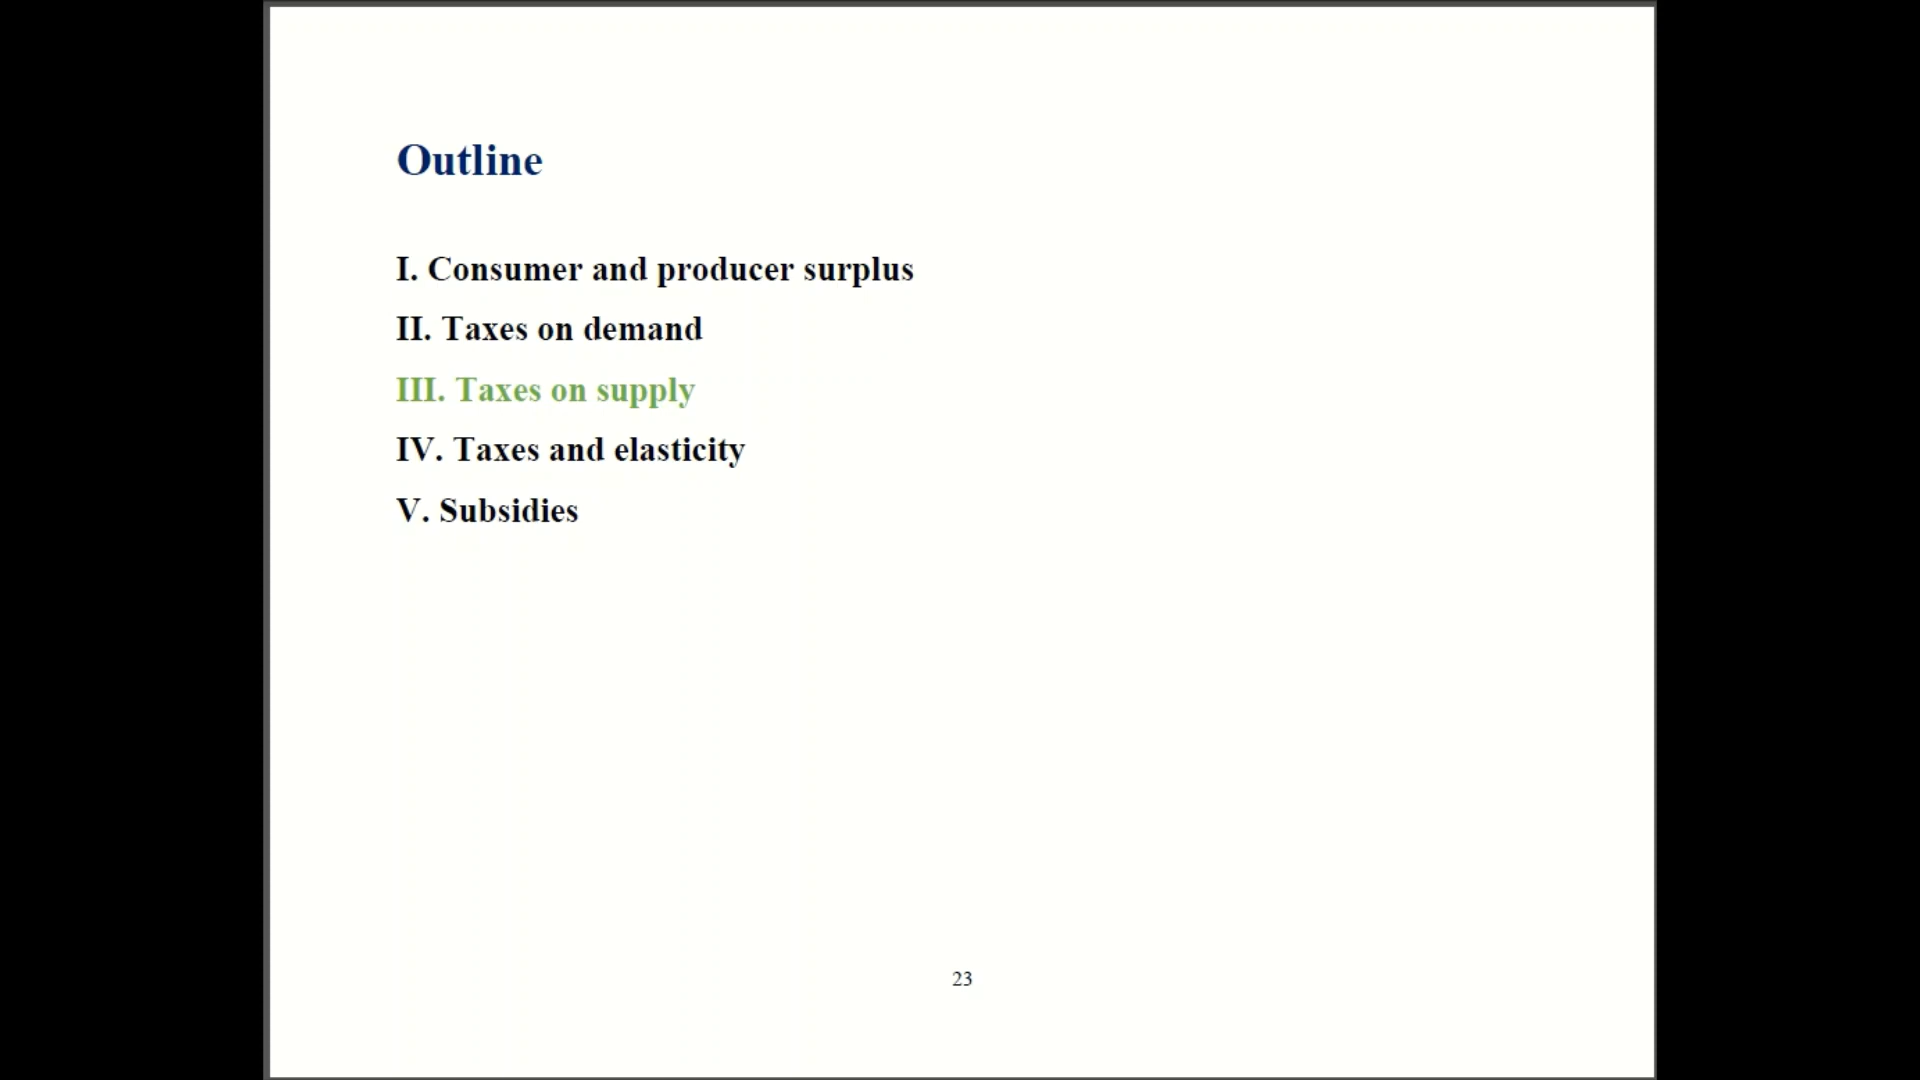 Outline
I. Consumer and producer surplus
II. Taxes on demand
III. Taxes on supply
IV. Taxes and elasticity
V. Subsidies
23